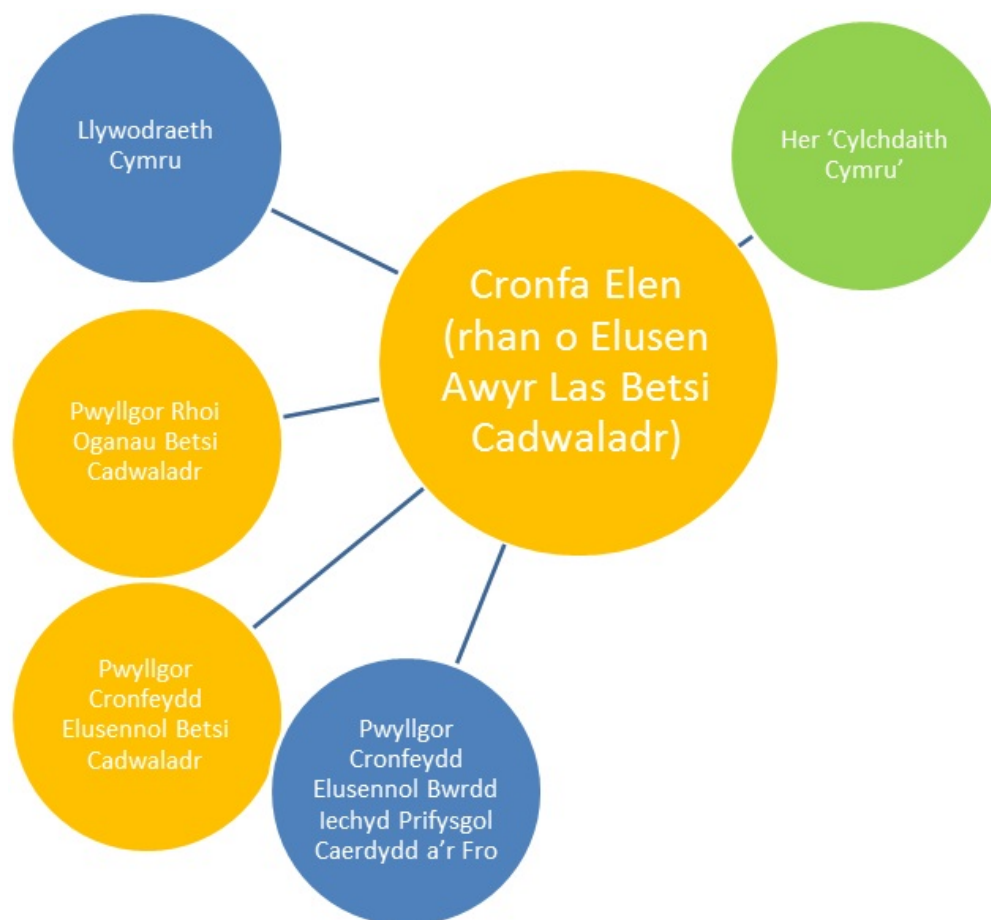 Llywodraeth
Cymru
Her ‘Cylchdaith
Cymru’
Cronfa Elen
(rhan o Elusen
Awyr Las Betsi
Cadwaladr)
Pwyllgor Rhoi
Oganau Betsi
Cadwaladr
Pwyllgor
Cronfeydd
Elusennol Betsi
Cadwaladr
Pwyllgor
Cronfeydd
Elusennol Bwrdd
Iechyd Prifysgol
Caerdydd a’r Fro